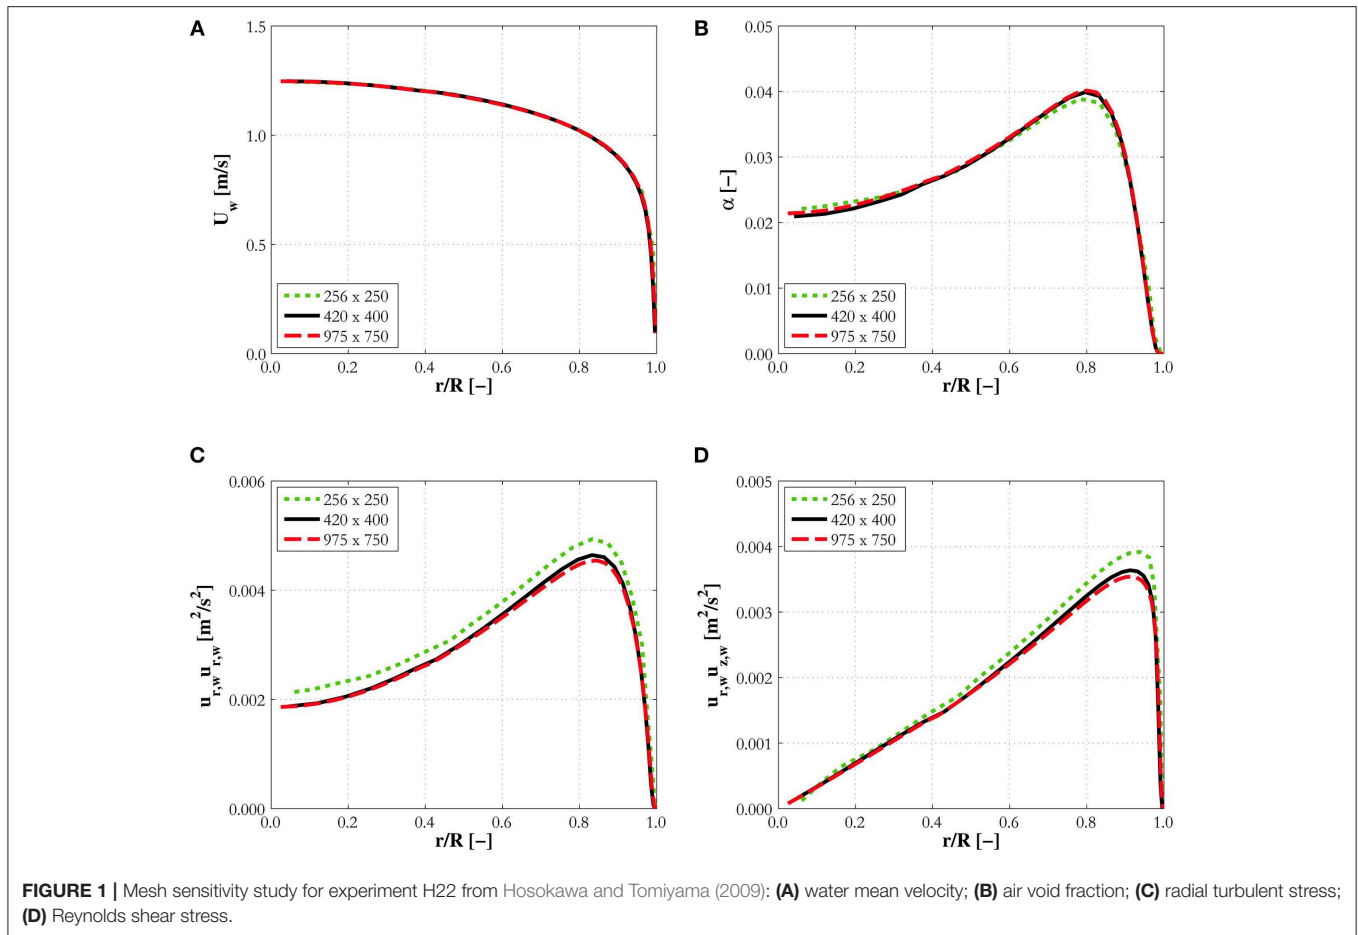 A
B
1.5
1.0
0.5
0.0
U_w [m/s]
256 x 250
420 x 400
975 x 750
0.0 0.2 0.4 0.6 0.8 1.0
r/R [–]
0.05
0.04
0.03
0.02
0.01
0.00
α [–]
256 x 250
420 x 400
975 x 750
0.0 0.2 0.4 0.6 0.8 1.0
r/R [–]
C
D
0.006
0.004
0.002
0.000
u_r,w u_r,w [m²/s²]
256 x 250
420 x 400
975 x 750
0.0 0.2 0.4 0.6 0.8 1.0
r/R [–]
0.005
0.004
0.003
0.002
0.001
0.000
u_r,w u_z,w [m²/s²]
256 x 250
420 x 400
975 x 750
0.0 0.2 0.4 0.6 0.8 1.0
r/R [–]
FIGURE 1 | Mesh sensitivity study for experiment H22 from Hosokawa and Tomiyama (2009): (A) water mean velocity; (B) air void fraction; (C) radial turbulent stress;
(D) Reynolds shear stress.